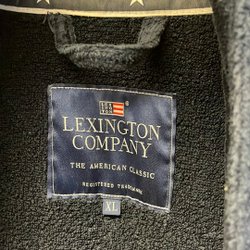 LEXINGTON
COMPANY
THE AMERICAN CLASSIC
REGISTERED TRADEMARK
XL